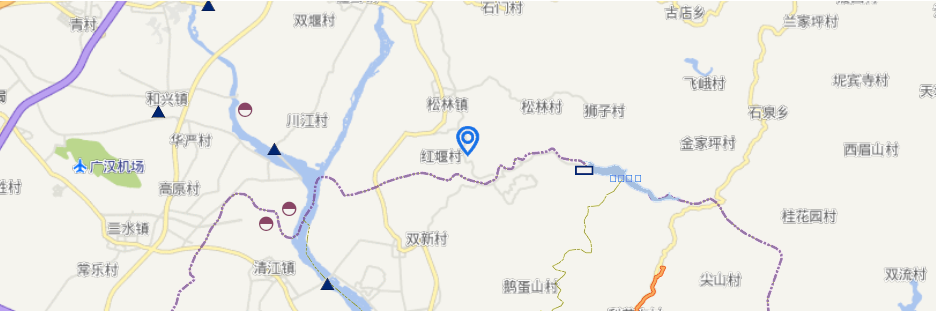 石门村
古店乡
双堰村
兰家坪村
青村
飞峨村
坭宾寺村
和兴镇
松林镇
松林村
狮子村
石泉乡
川江村
华严村
金家坪村
西眉山村
红堰村
广汉机场
高原村
胜村
桂花园村
三水镇
双新村
常乐村
清江镇
鹅蛋山村
尖山村
双流村